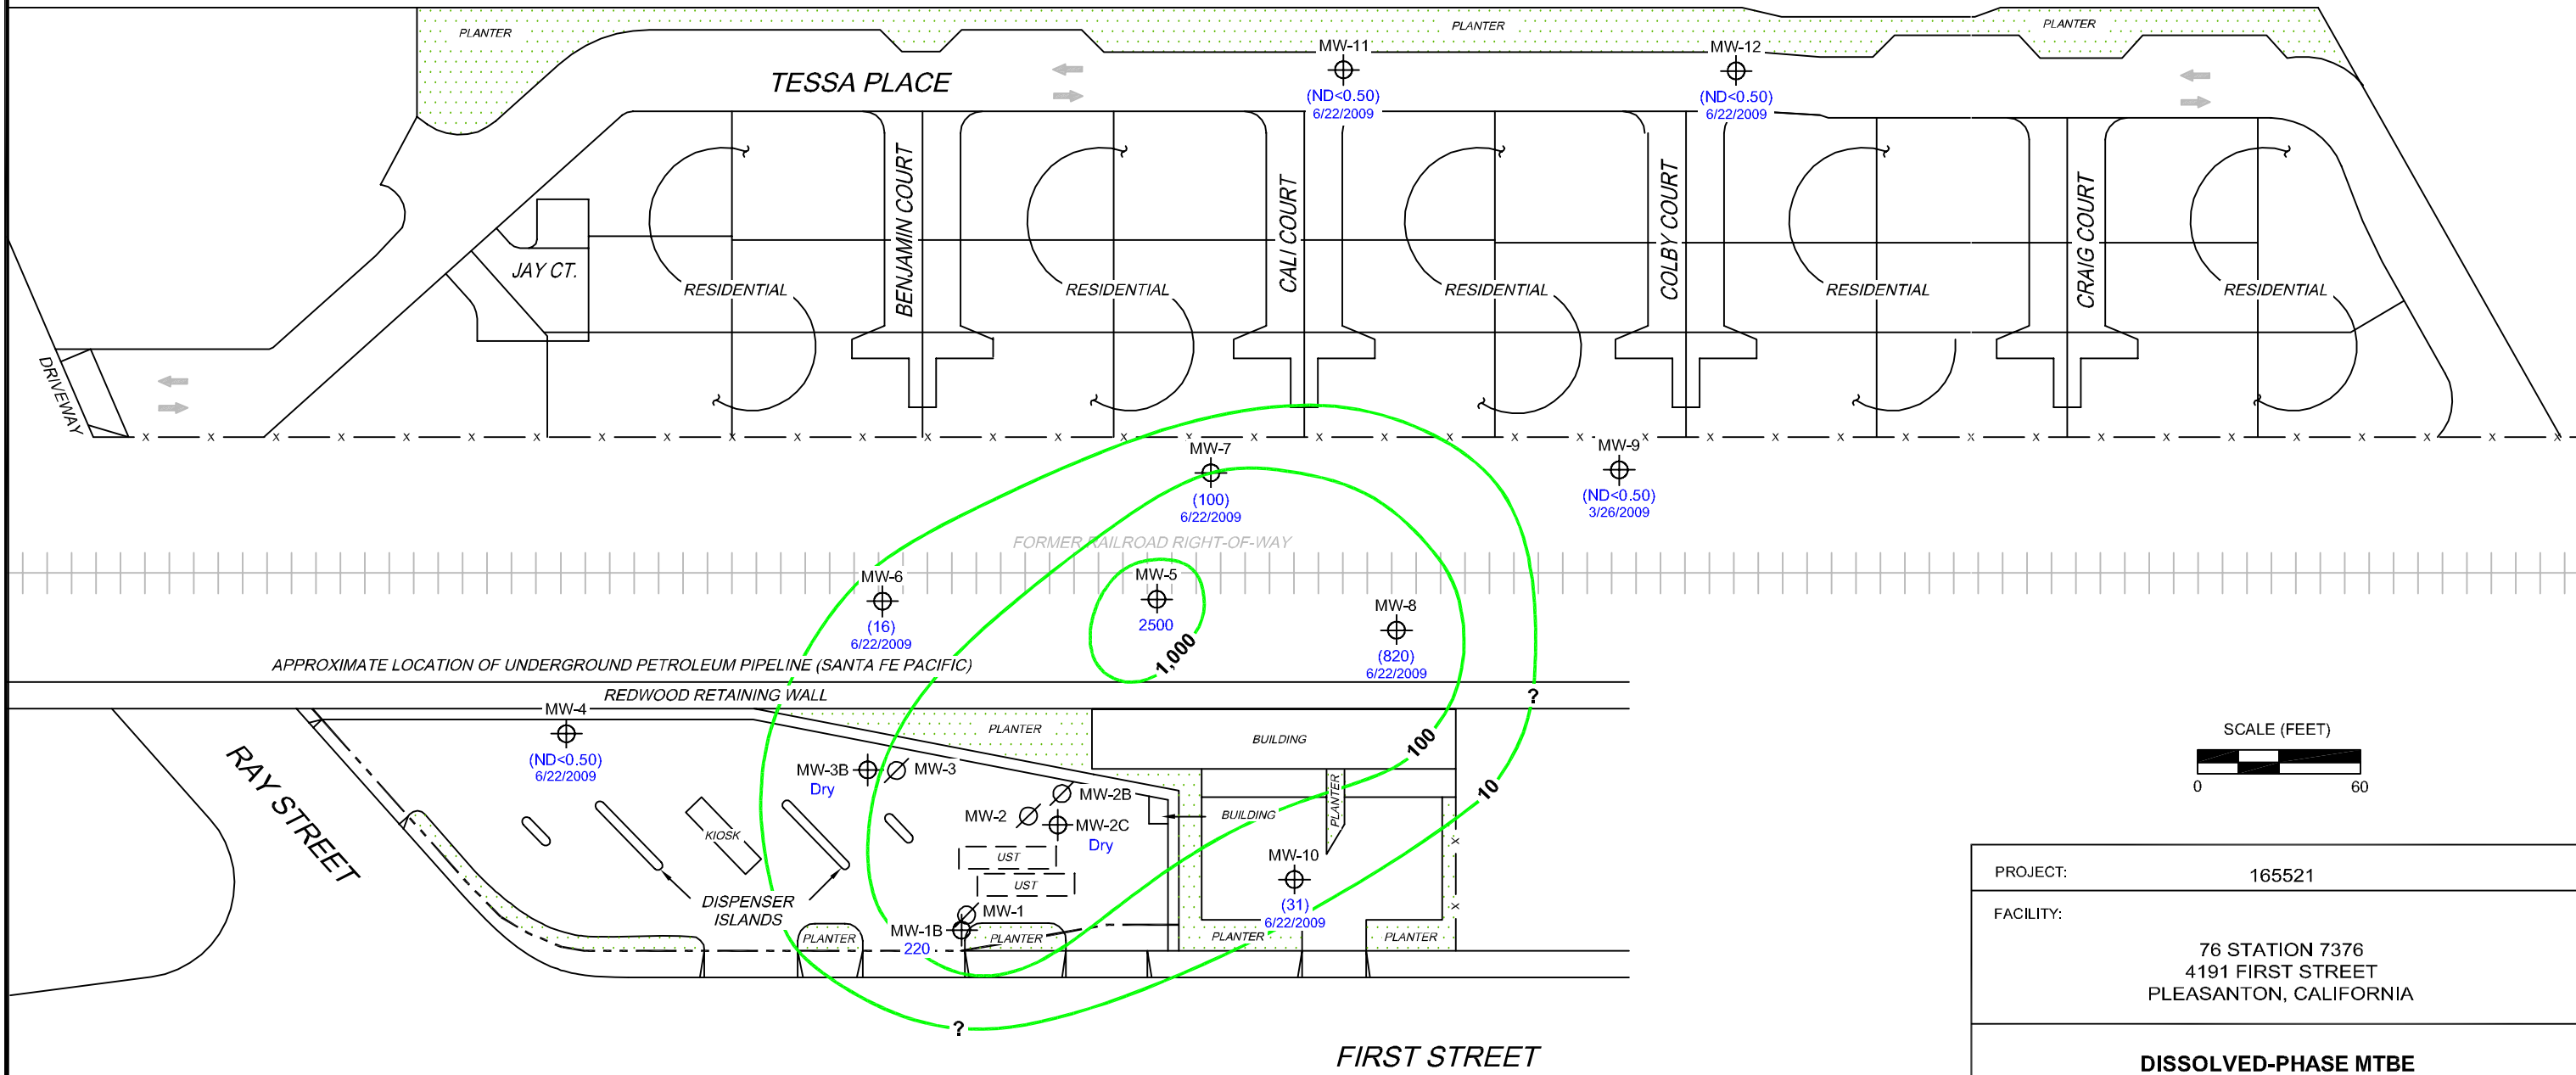 PLANTER
PLANTER
PLANTER
TESSA PLACE
MW-11
(ND<0.50)
6/22/2009
MW-12
(ND<0.50)
6/22/2009
JAY CT.
BENJAMIN COURT
CALI COURT
COLBY COURT
CRAIG COURT
RESIDENTIAL
RESIDENTIAL
RESIDENTIAL
RESIDENTIAL
RESIDENTIAL
DRIVEWAY
MW-7
(100)
6/22/2009
MW-9
(ND<0.50)
3/26/2009
FORMER RAILROAD RIGHT-OF-WAY
MW-6
(16)
6/22/2009
MW-5
2500
1,000
MW-8
(820)
6/22/2009
APPROXIMATE LOCATION OF UNDERGROUND PETROLEUM PIPELINE (SANTA FE PACIFIC)
REDWOOD RETAINING WALL
?
MW-4
(ND<0.50)
6/22/2009
RAY STREET
PLANTER
BUILDING
100
10
MW-3B
Dry
MW-3
MW-2B
MW-2
MW-2C
Dry
BUILDING
PLANTER
KIOSK
UST
UST
DISPENSER
ISLANDS
MW-10
(31)
6/22/2009
MW-1
MW-1B
220
PLANTER
PLANTER
PLANTER
PLANTER
?
FIRST STREET
SCALE (FEET)
0 60
PROJECT: 165521
FACILITY:
76 STATION 7376
4191 FIRST STREET
PLEASANTON, CALIFORNIA
DISSOLVED-PHASE MTBE